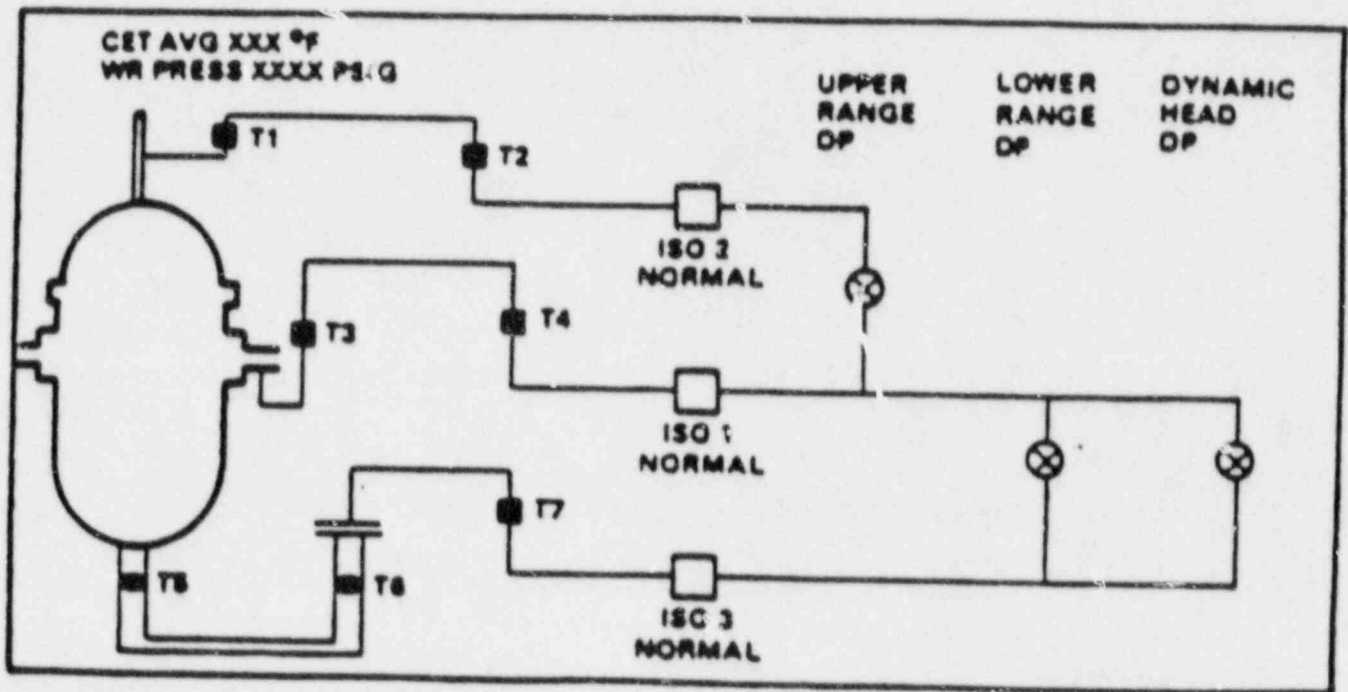 CET AVG XXX °F
WR PRESS XXXX PSIG
UPPER
RANGE
DP
LOWER
RANGE
DP
DYNAMIC
HEAD
DP
T1
T2
ISO 2
NORMAL
T3
T4
ISO 1
NORMAL
T7
T5
T6
ISO 3
NORMAL